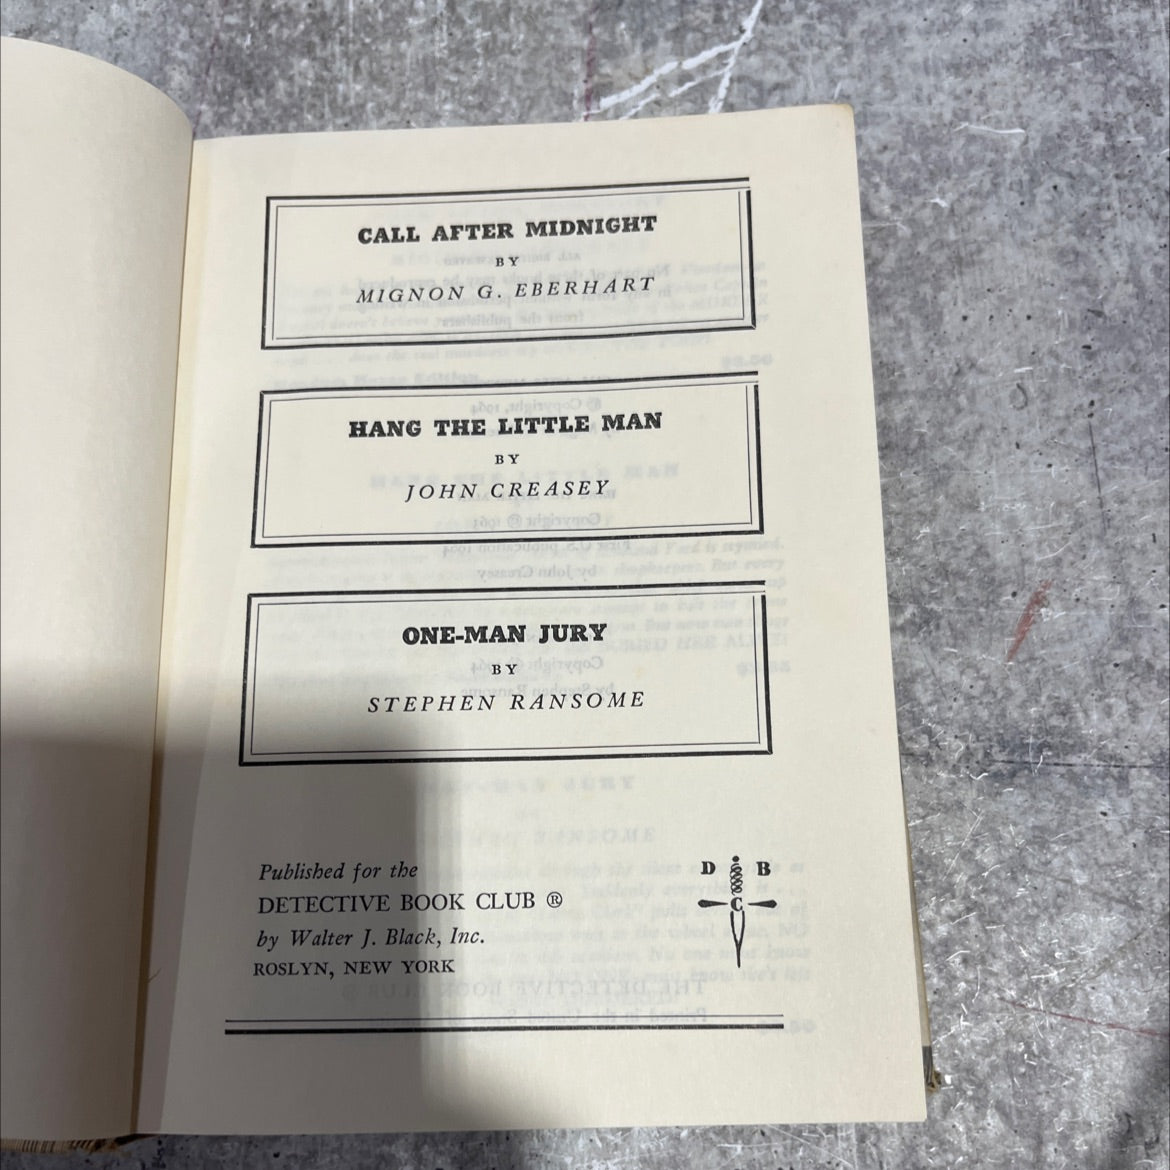 CALL AFTER MIDNIGHT
BY
MIGNON G. EBERHART
HANG THE LITTLE MAN
BY
JOHN CREASEY
ONE-MAN JURY
BY
STEPHEN RANSOME
Published for the
DETECTIVE BOOK CLUB ®
by Walter J. Black, Inc.
ROSLYN, NEW YORK
D B
C